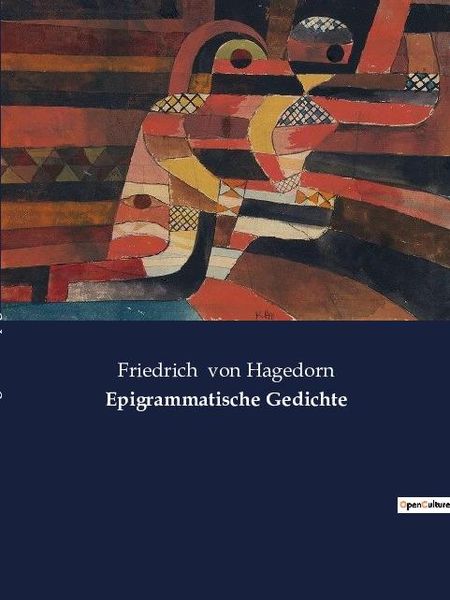 Friedrich von Hagedorn
Epigrammatische Gedichte
OpenCulture